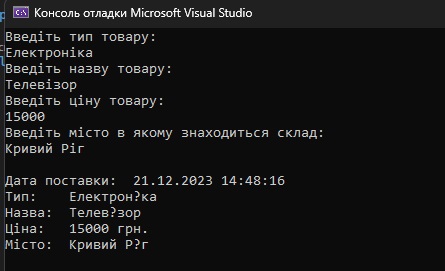 Консоль отладки Microsoft Visual Studio
Введіть тип товару:
Електроніка
Введіть назву товару:
Телевізор
Введіть ціну товару:
15000
Введіть місто в якому знаходиться склад:
Кривий Ріг
Дата поставки:  21.12.2023 14:48:16
Тип:    Електрон?ка
Назва:  Телев?зор
Ціна:   15000 грн.
Місто:  Кривий Р?г